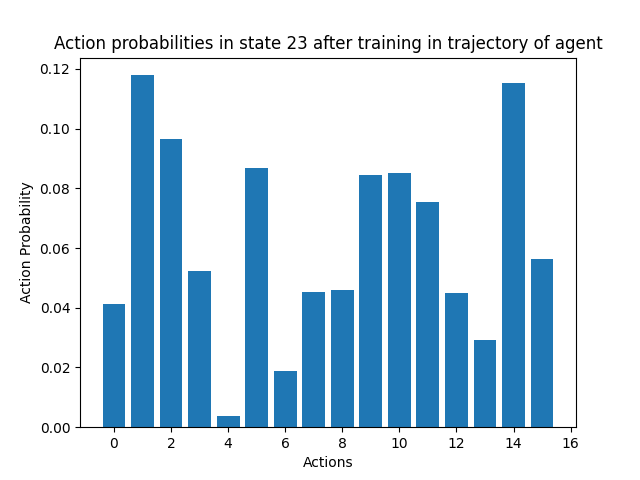 Action probabilities in state 23 after training in trajectory of agent
0.12
0.10
0.08
0.06
0.04
0.02
0.00
Action Probability
0 2 4 6 8 10 12 14 16
Actions